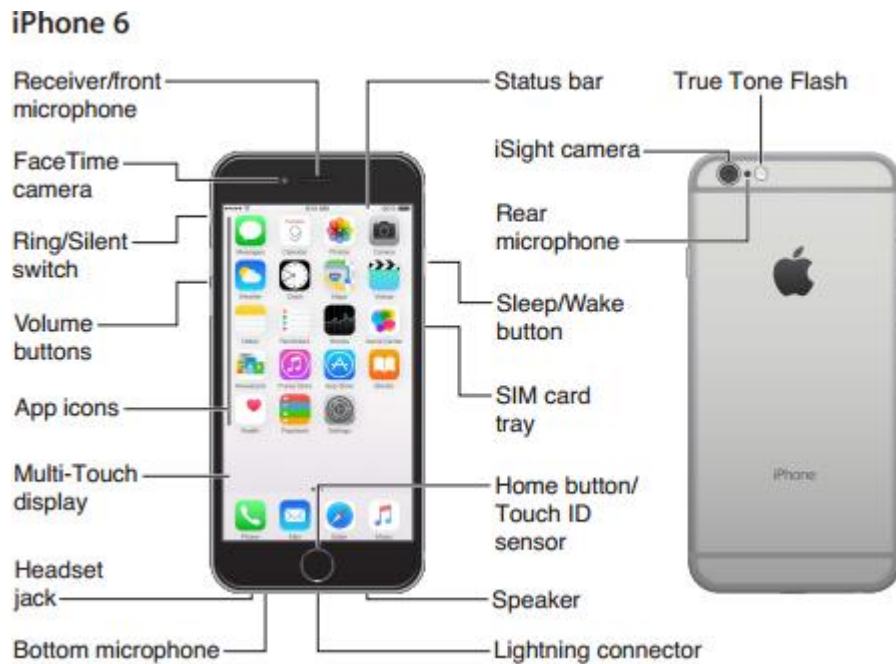 iPhone 6
Receiver/front
microphone
FaceTime
camera
Ring/Silent
switch
Volume
buttons
App icons
Multi-Touch
display
Headset
jack
Bottom microphone
Status bar
Sleep/Wake
button
SIM card
tray
Home button/
Touch ID
sensor
Speaker
Lightning connector
True Tone Flash
iSight camera
Rear
microphone
iPhone